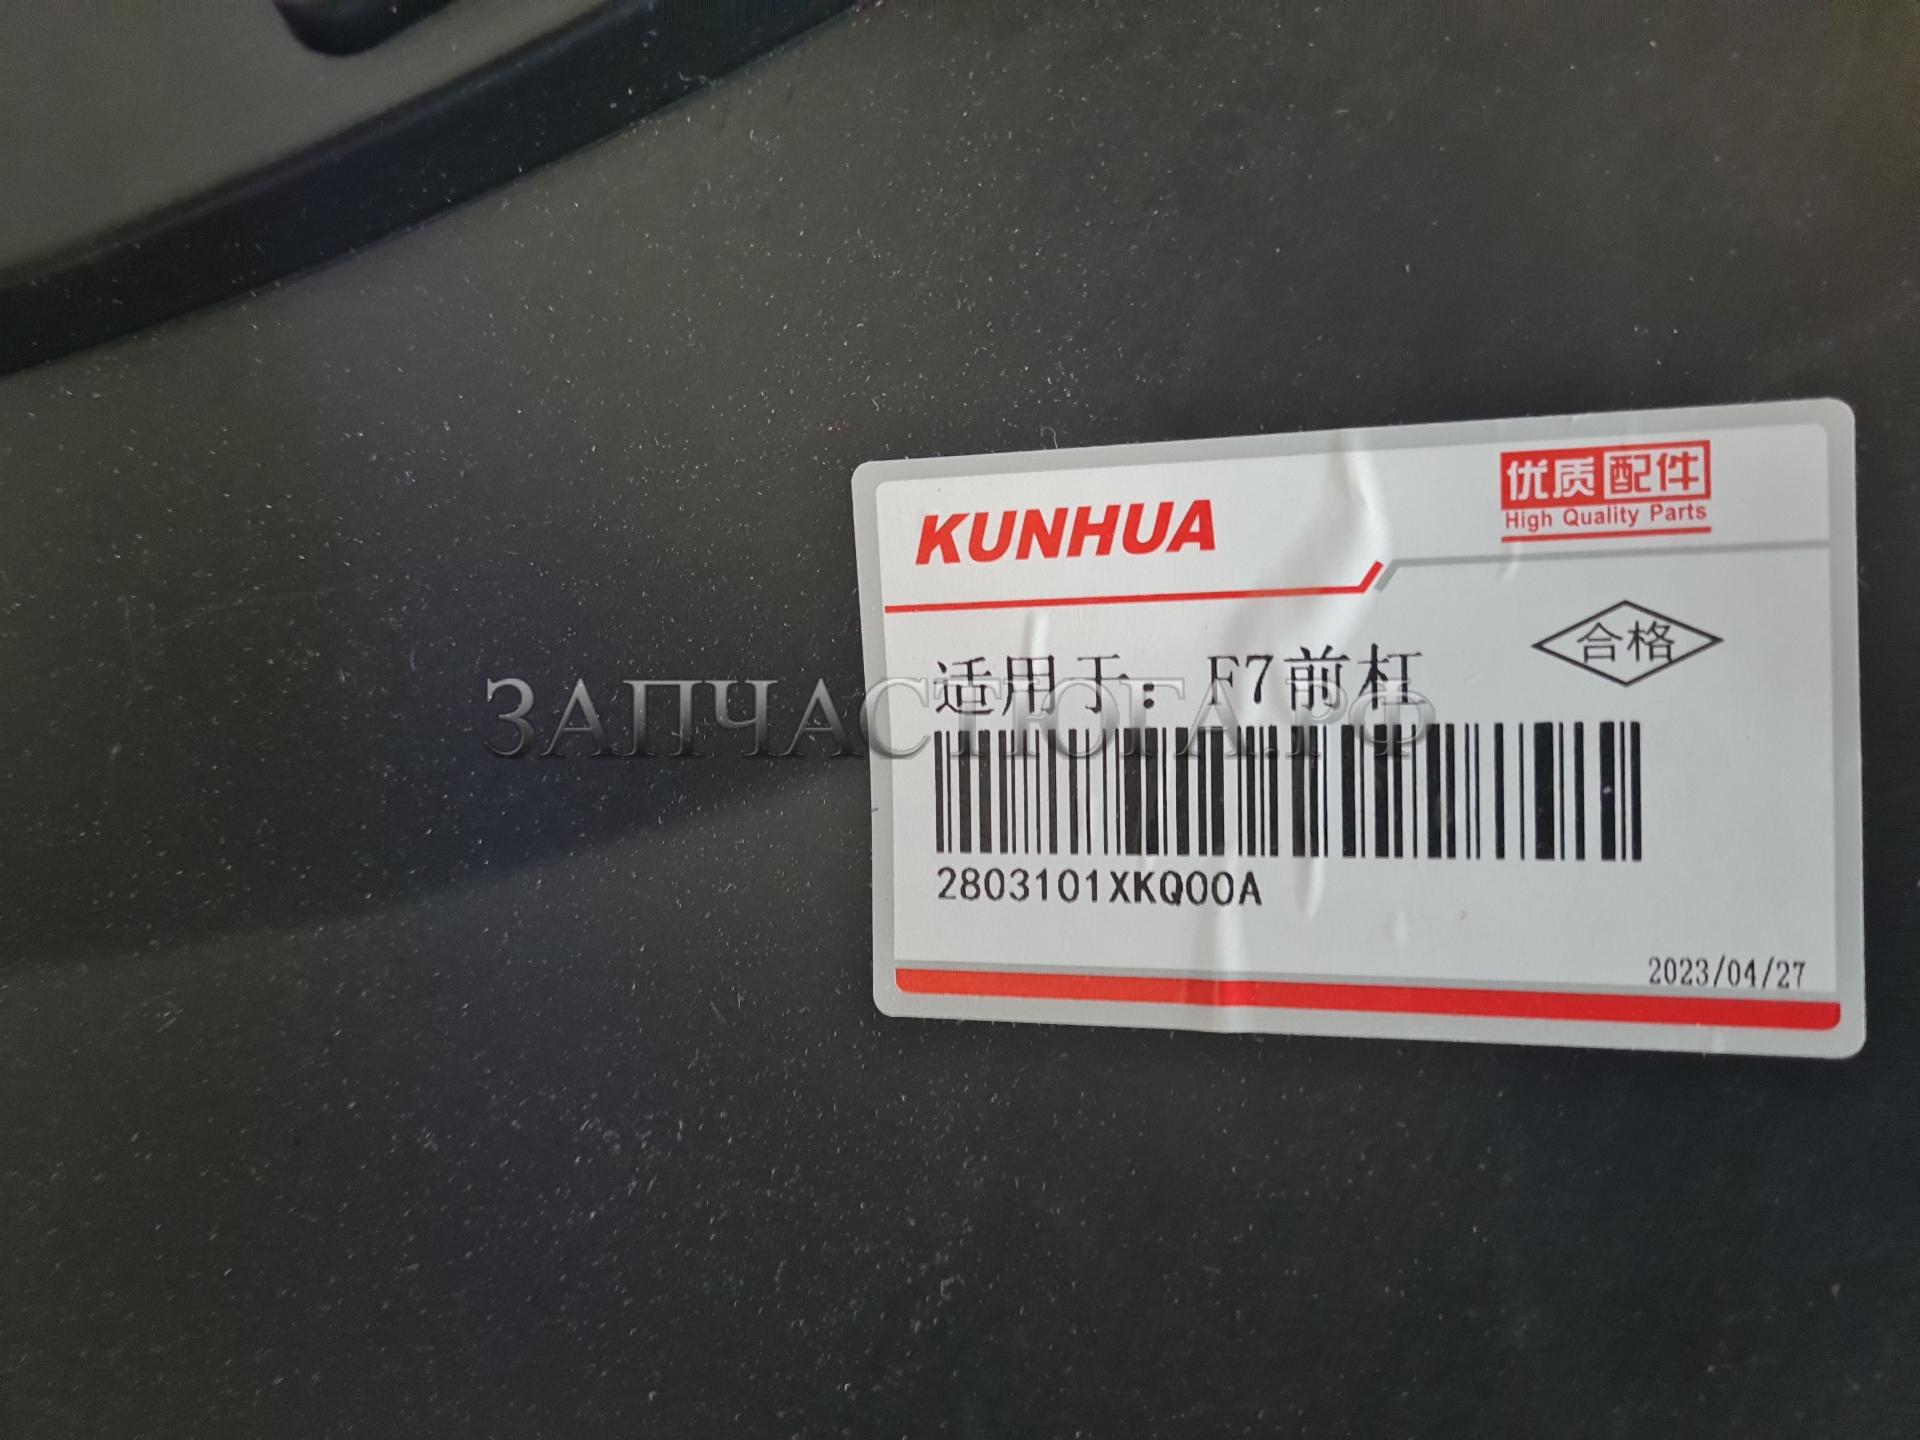 KUNHUA
优质配件
High Quality Parts
合格
适用于：F7前杠
ЗАПЧАСТЮГА.РФ
2803101XKQ00A
2023/04/27